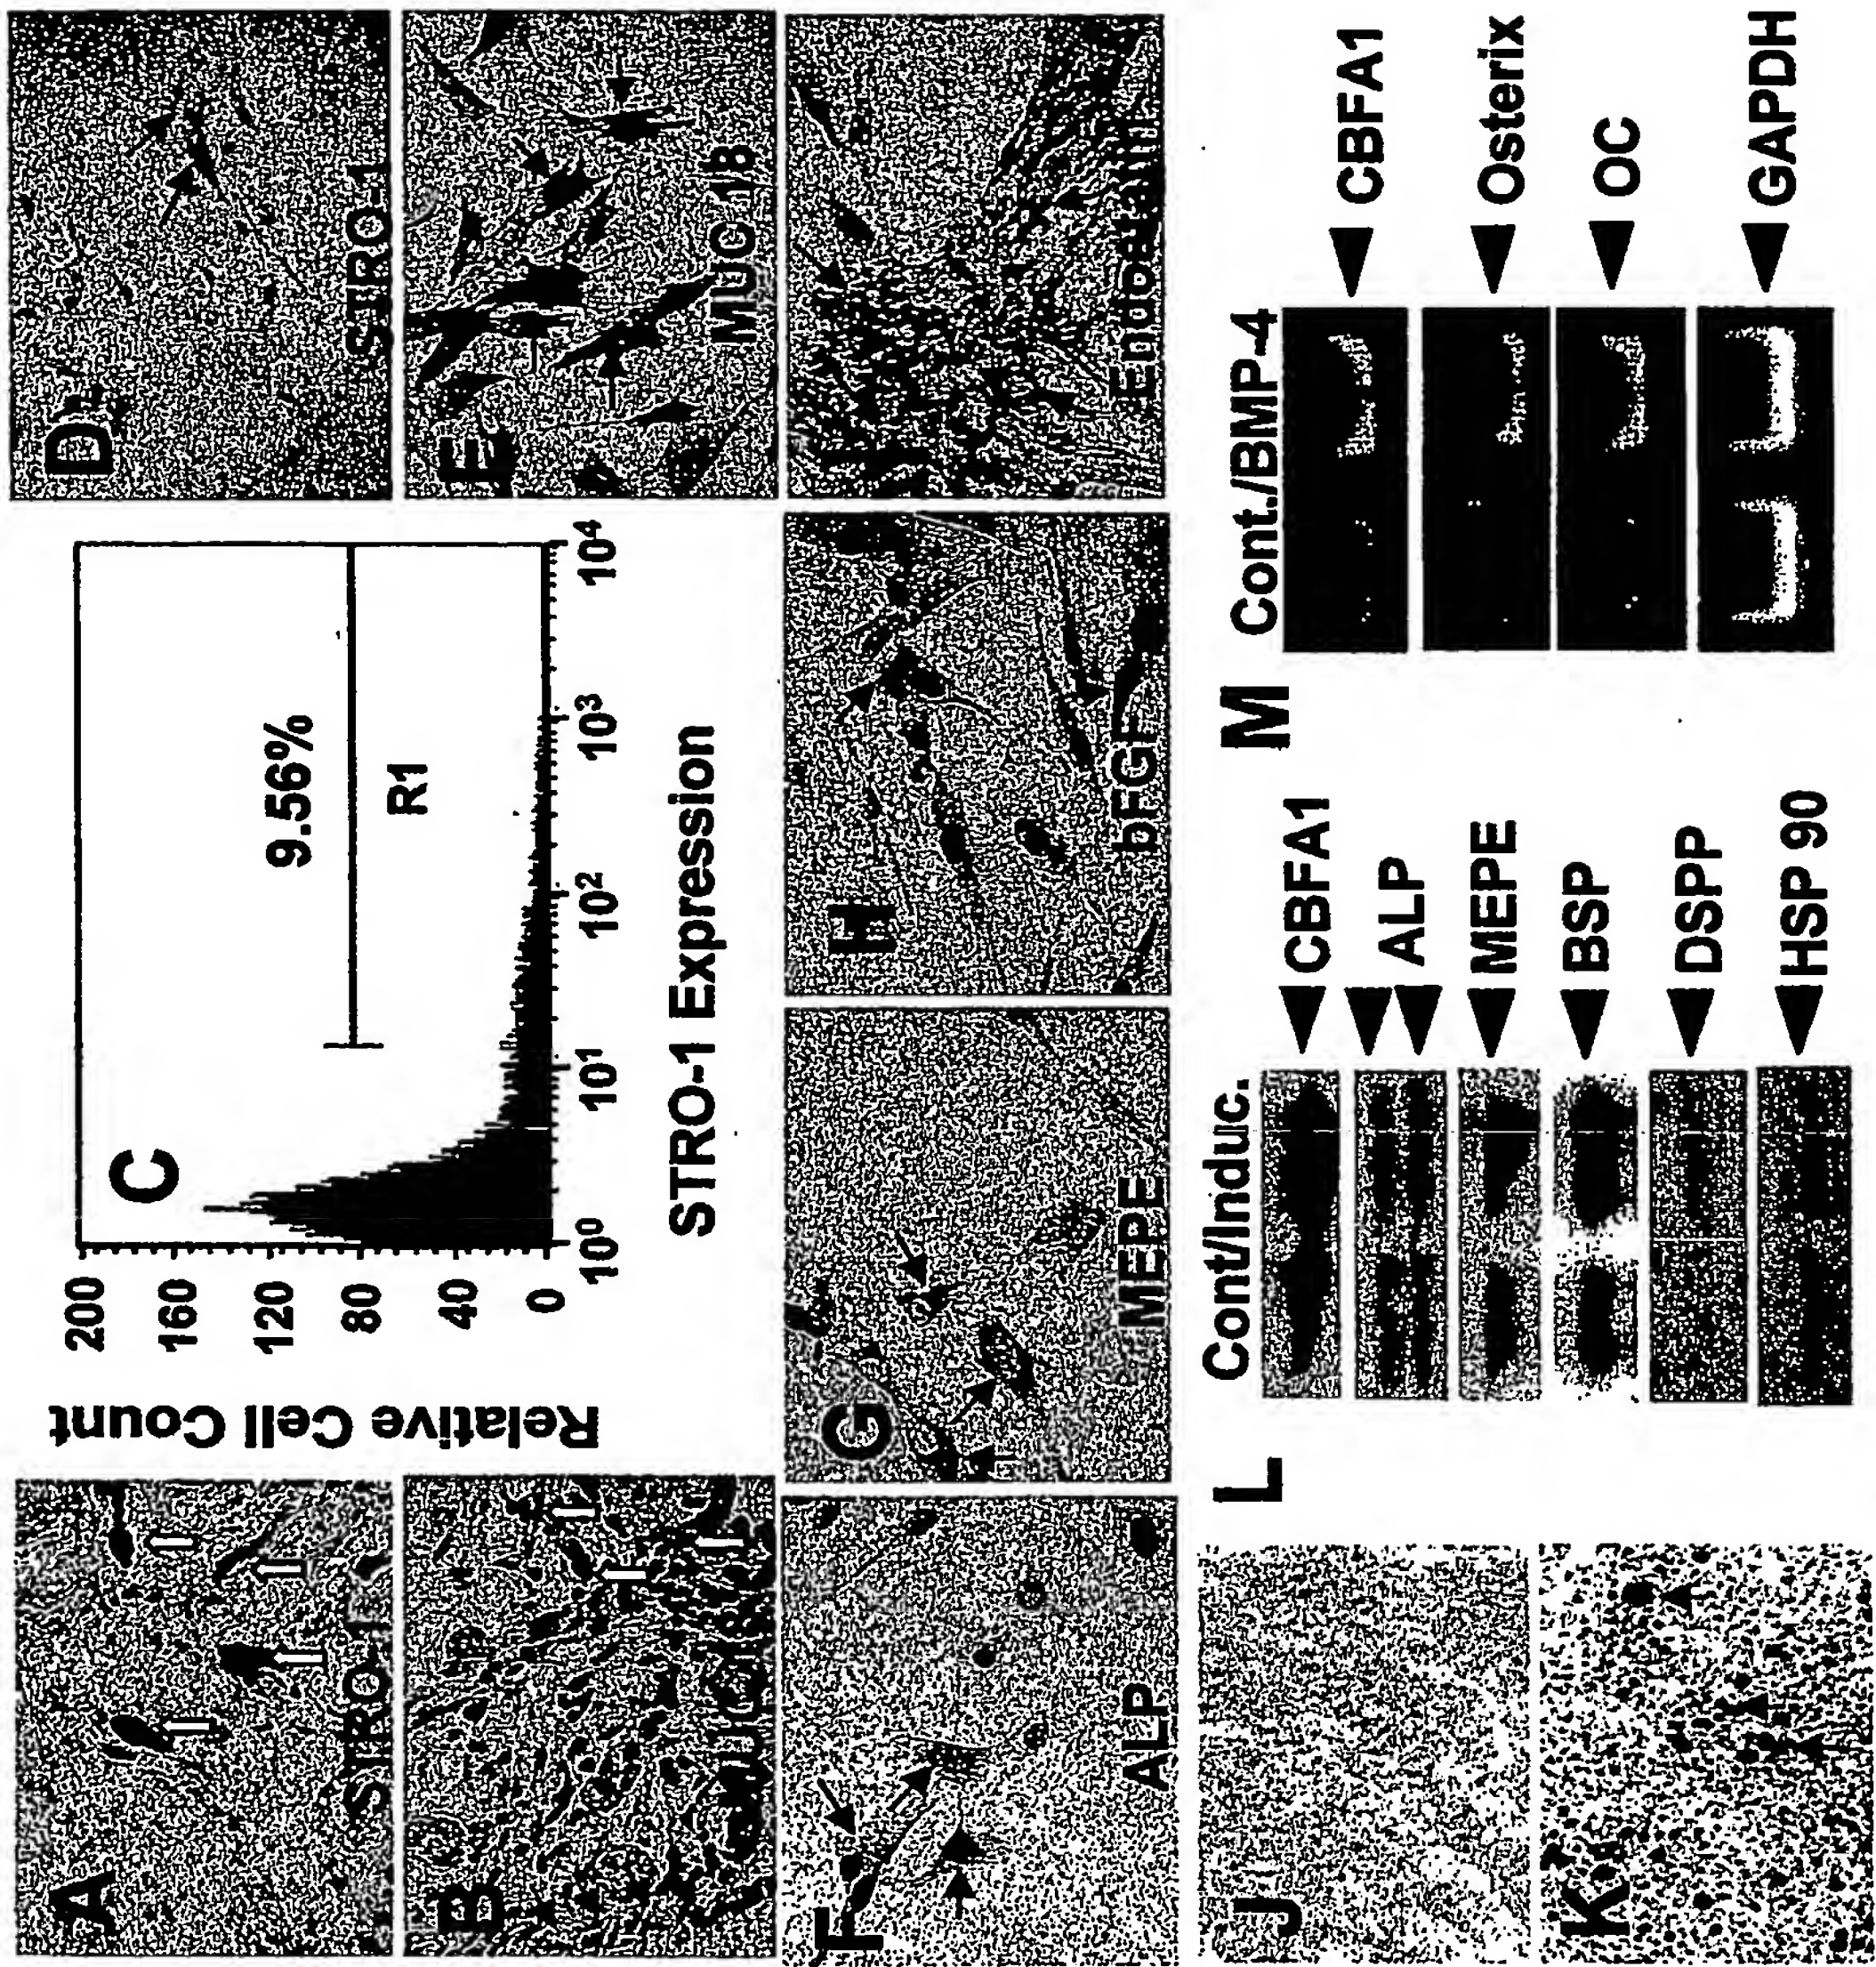 A
STRO-1
B
MUC 18
C
9.56%
R1
200
160
120
80
40
0
10⁰
10¹
10²
10³
10⁴
Relative Cell Count
STRO-1 Expression
D
STRO-1
E
MUC 18
F
ALP
G
MEPE
H
bFGF
J
K
L
Cont/Induc.
CBFA1
ALP
MEPE
BSP
DSPP
HSP 90
M
Cont./BMP-4
CBFA1
Osterix
OC
GAPDH